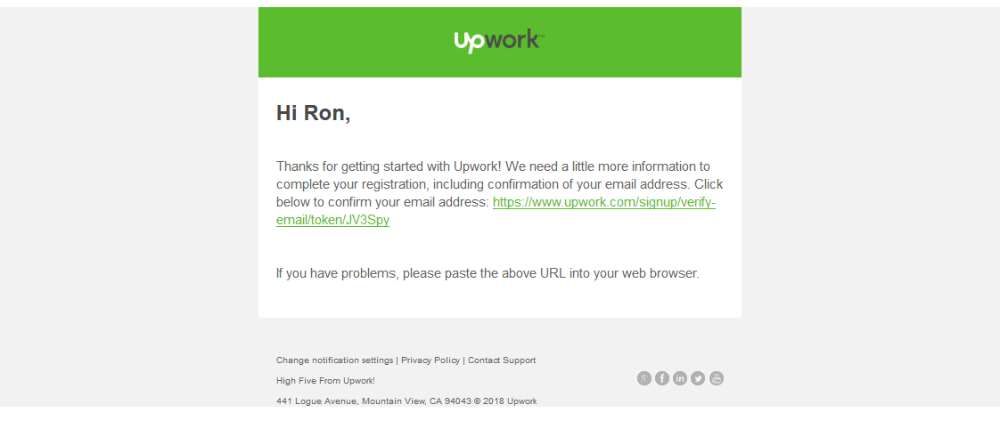 upwork™
Hi Ron,
Thanks for getting started with Upwork! We need a little more information to
complete your registration, including confirmation of your email address. Click
below to confirm your email address: https://www.upwork.com/signup/verify-
email/token/JV3Spy
If you have problems, please paste the above URL into your web browser.
Change notification settings | Privacy Policy | Contact Support
High Five From Upwork!
441 Logue Avenue, Mountain View, CA 94043 © 2018 Upwork